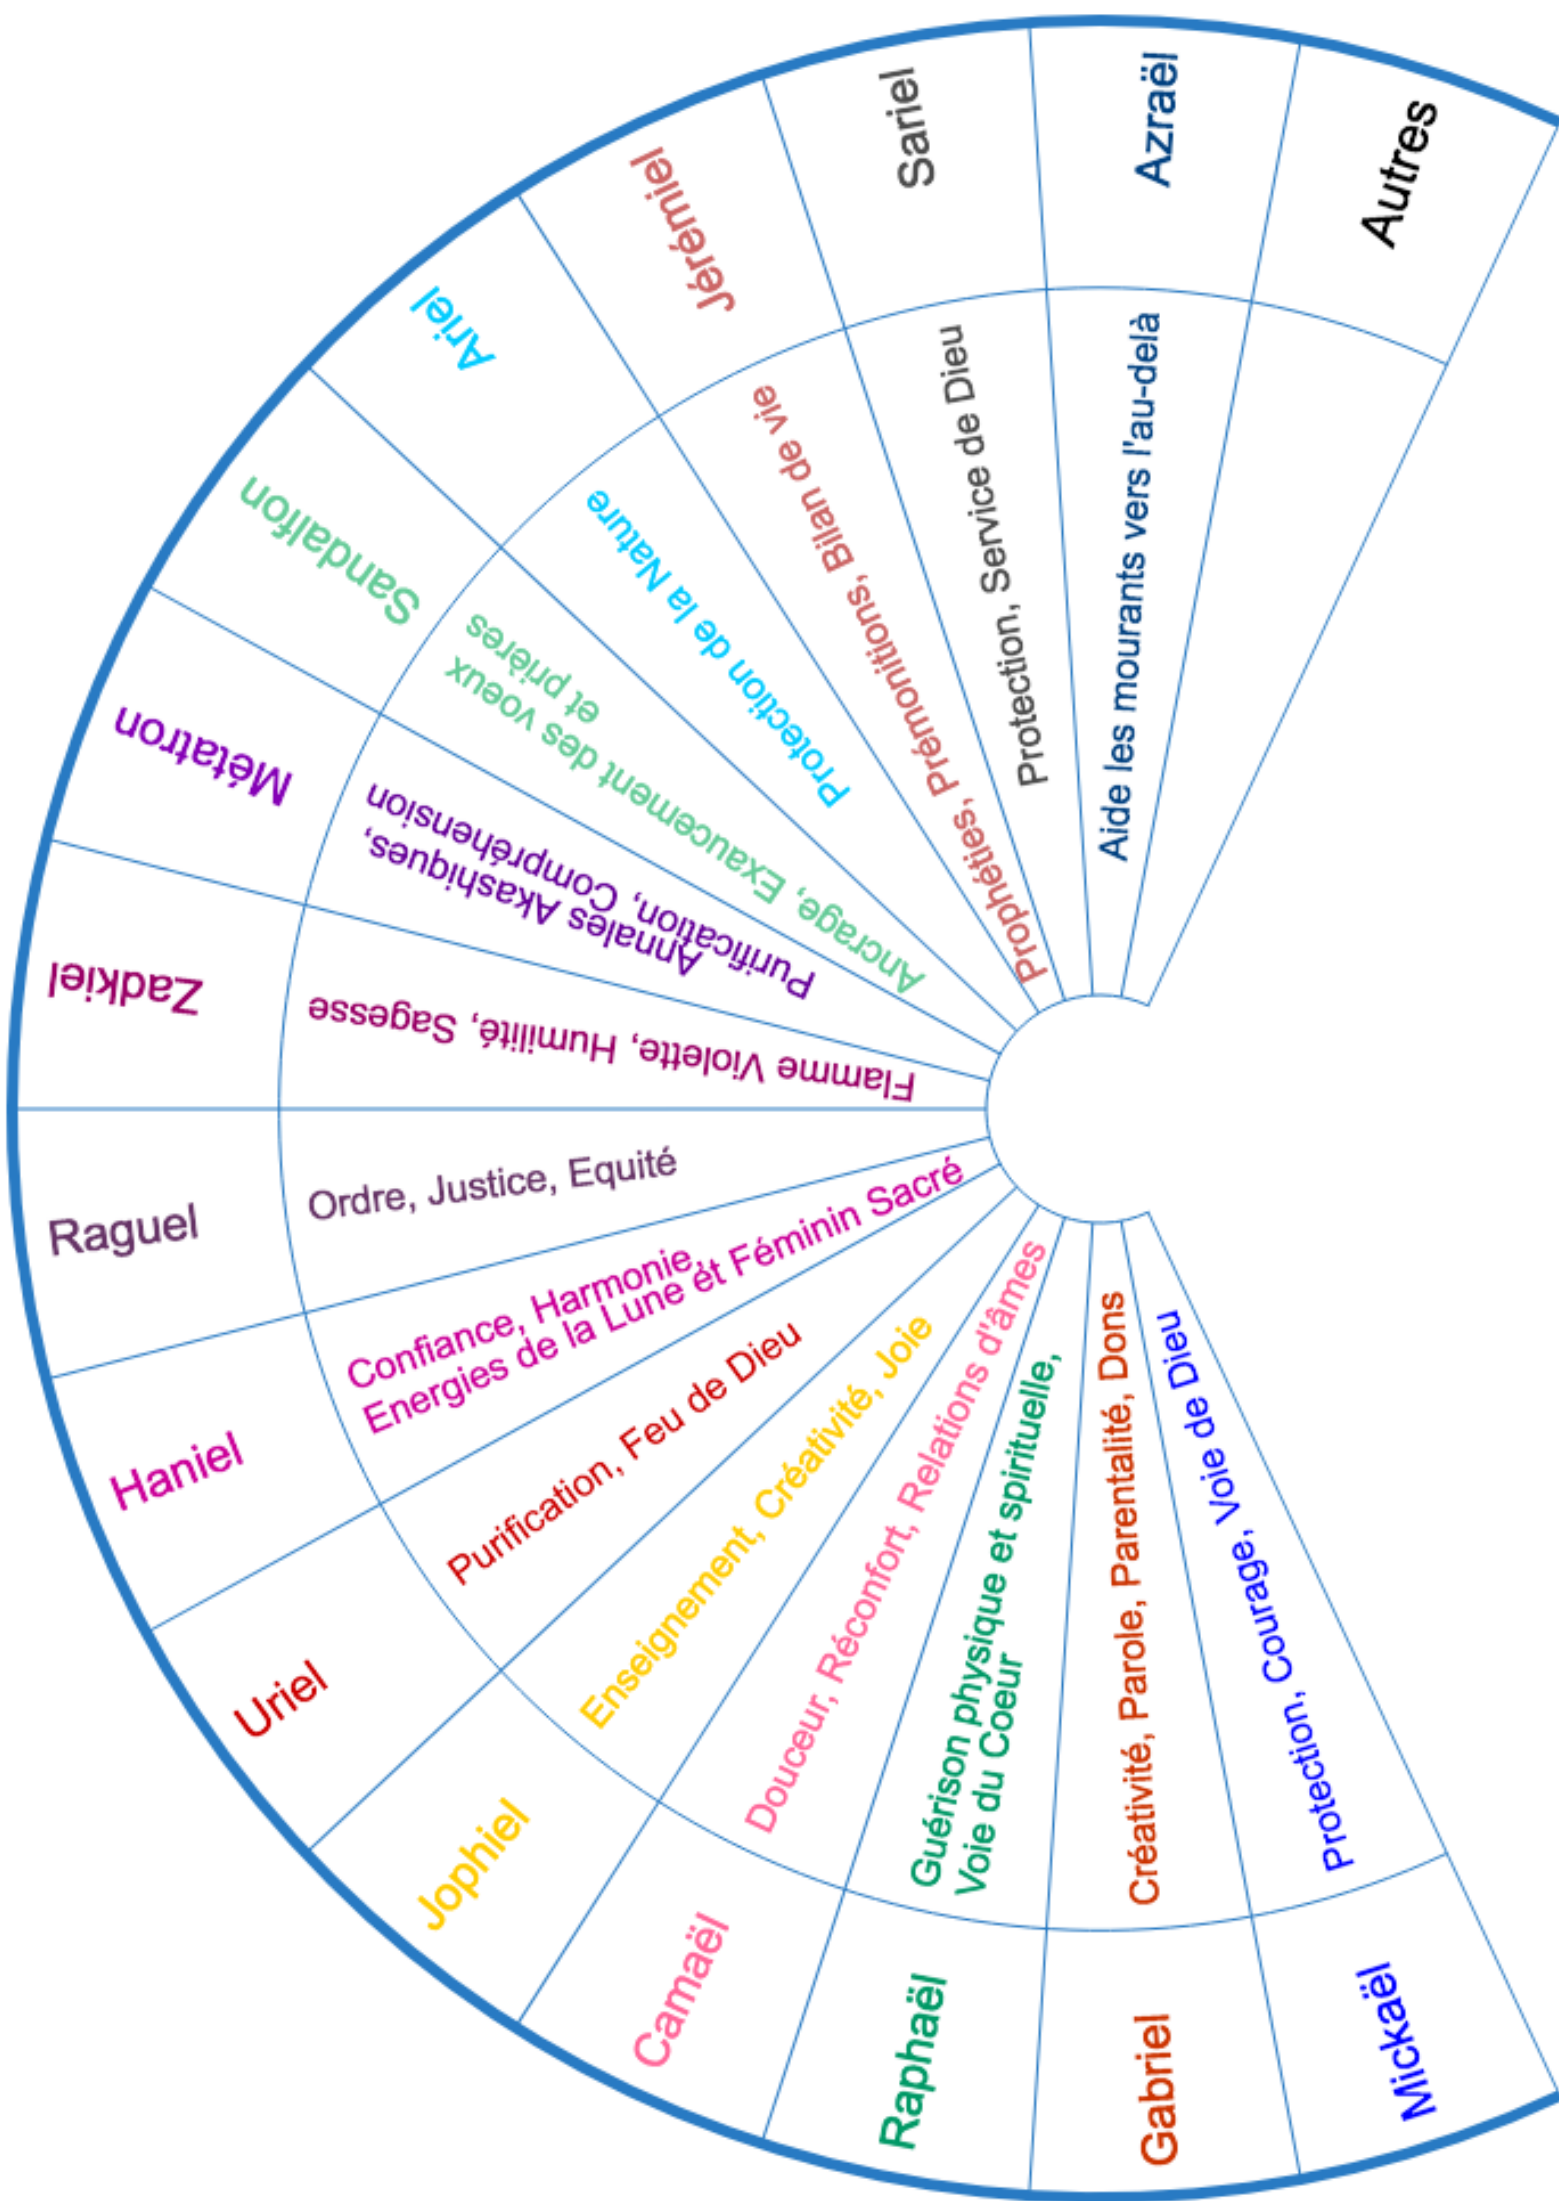 Mickaël
Protection, Courage, Voie de Dieu
Gabriel
Créativité, Parole, Parentalité, Dons
Raphaël
Guérison physique et spirituelle,
Voie du Coeur
Camaël
Douceur, Réconfort, Relations d'âmes
Jophiel
Enseignement, Créativité, Joie
Uriel
Purification, Feu de Dieu
Haniel
Confiance, Harmonie,
Energies de la Lune et Féminin Sacré
Raguel
Ordre, Justice, Equité
Zadkiel
Flamme Violette, Humilité, Sagesse
Métatron
Annales Akashiques,
Purification, Compréhension
Sandalfon
Ancrage, Exaucement des voeux
et prières
Ariel
Protection de la Nature
Jérémiel
Prophéties, Prémonitions, Bilan de vie
Sariel
Protection, Service de Dieu
Azraël
Aide les mourants vers l'au-delà
Autres